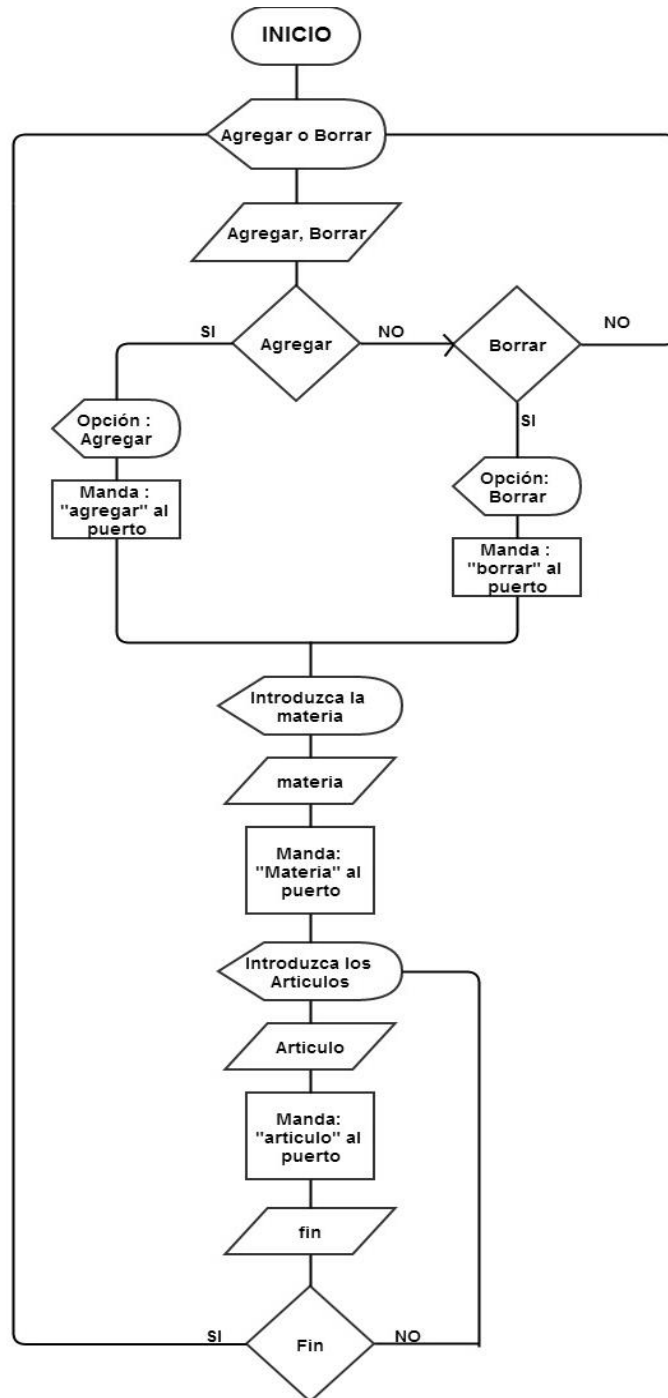 INICIO
Agregar o Borrar
Agregar, Borrar
SI
Agregar
NO
Borrar
NO
Opción :
Agregar
SI
Manda :
"agregar" al
puerto
Opción:
Borrar
Manda :
"borrar" al
puerto
Introduzca la
materia
materia
Manda:
"Materia" al
puerto
Introduzca los
Articulos
Articulo
Manda:
"articulo" al
puerto
fin
SI
Fin
NO